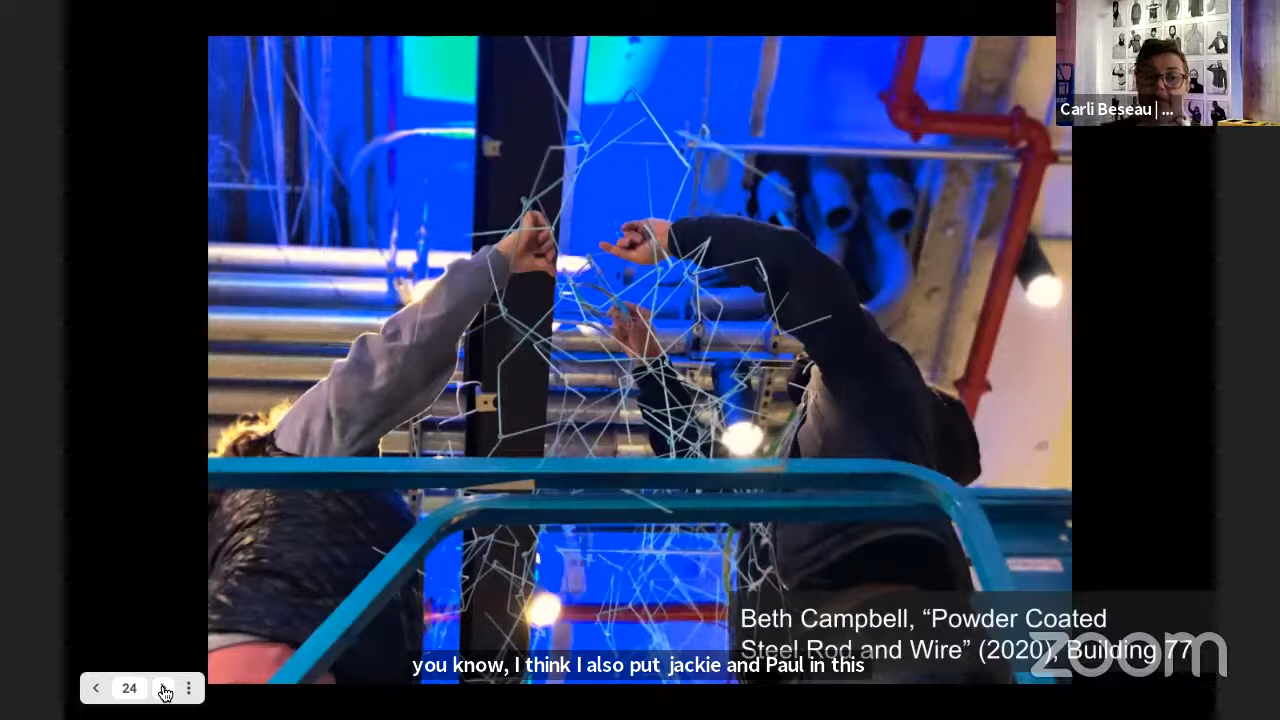 Carli Beseau | ...
Beth Campbell, “Powder Coated
Steel Rod and Wire” (2020), Building 77
zoom
you know, I think I also put jackie and Paul in this
24